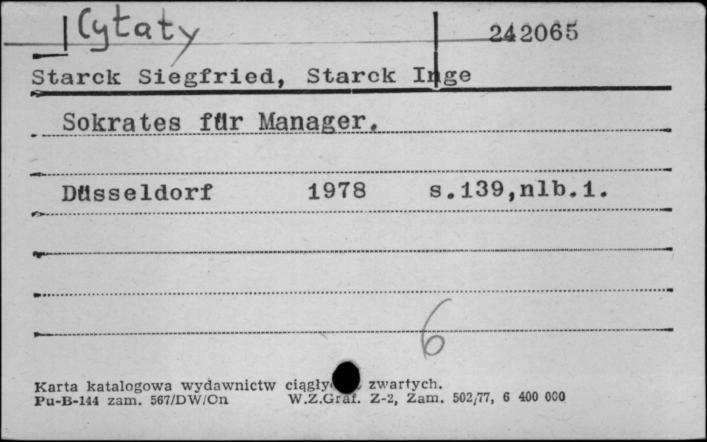 Cytaty 242065
Starck Siegfried, Starck Inge
Sokrates für Manager.
Düsseldorf 1978 s.139,nlb.1.
6
Karta katalogowa wydawnictw ciągły zwartych.
Pu-B-144 zam. 567/DW/On W.Z.Graf. Z-2, Zam. 502/77, 6 400 000